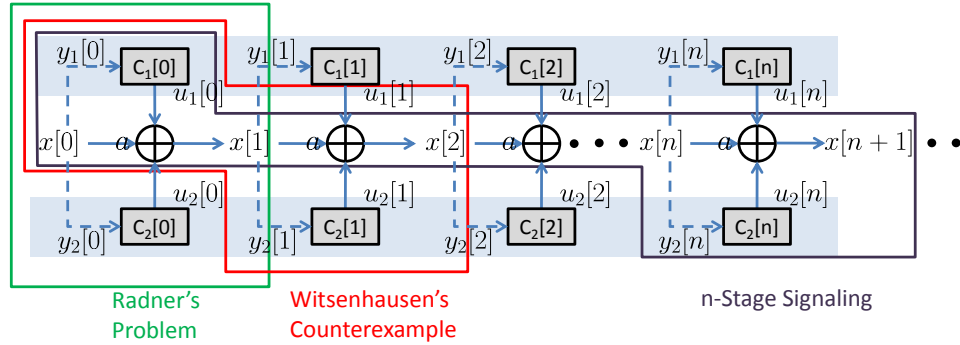 y₁[0] y₁[1] y₁[2] y₁[n]
C₁[0] C₁[1] C₁[2] C₁[n]
u₁[0] u₁[1] u₁[2] u₁[n]
x[0] a x[1] a x[2] a • • • x[n] a x[n + 1] • •
u₂[0] u₂[1] u₂[2] u₂[n]
C₂[0] C₂[1] C₂[2] C₂[n]
y₂[0] y₂[1] y₂[2] y₂[n]
Radner's
Problem
Witsenhausen's
Counterexample
n-Stage Signaling